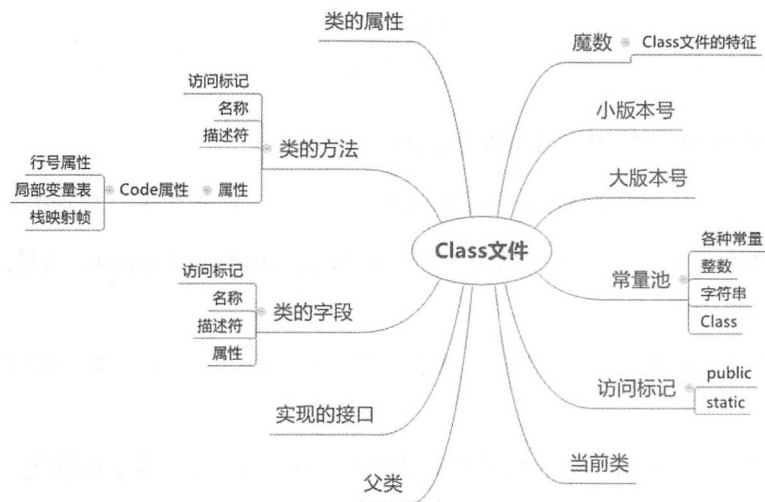 类的属性
魔数
Class文件的特征
小版本号
大版本号
常量池
各种常量
整数
字符串
Class
访问标记
public
static
当前类
父类
实现的接口
类的字段
访问标记
名称
描述符
属性
类的方法
访问标记
名称
描述符
属性
Code属性
行号属性
局部变量表
栈映射帧
Class文件